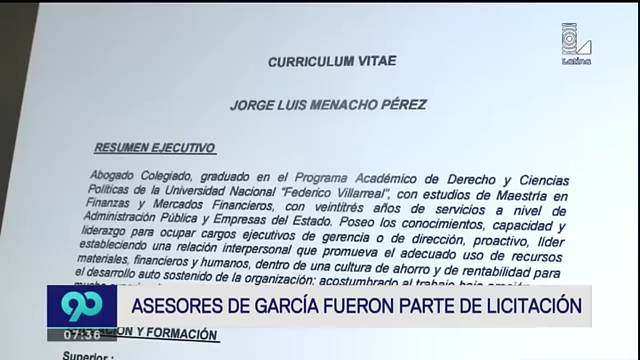 CURRICULUM VITAE
Latina
JORGE LUIS MENACHO PÉREZ
RESUMEN EJECUTIVO
Abogado Colegiado, graduado en el Programa Académico de Derecho y Ciencias
Políticas de la Universidad Nacional "Federico Villarreal", con estudios de Maestría en
Finanzas y Mercados Financieros, con veintitrés años de servicios a nivel de
Administración Pública y Empresas del Estado. Poseo los conocimientos, capacidad y
liderazgo para ocupar cargos ejecutivos de gerencia o de dirección, proactivo, líder
estableciendo una relación interpersonal que promueva el adecuado uso de recursos
materiales, financieros y humanos, dentro de una cultura de ahorro y de rentabilidad para
el desarrollo auto sostenido de la organización; acostumbrado al trabajo bajo
90
ASESORES DE GARCÍA FUERON PARTE DE LICITACIÓN
07:36
Y FORMACIÓN
Superior :